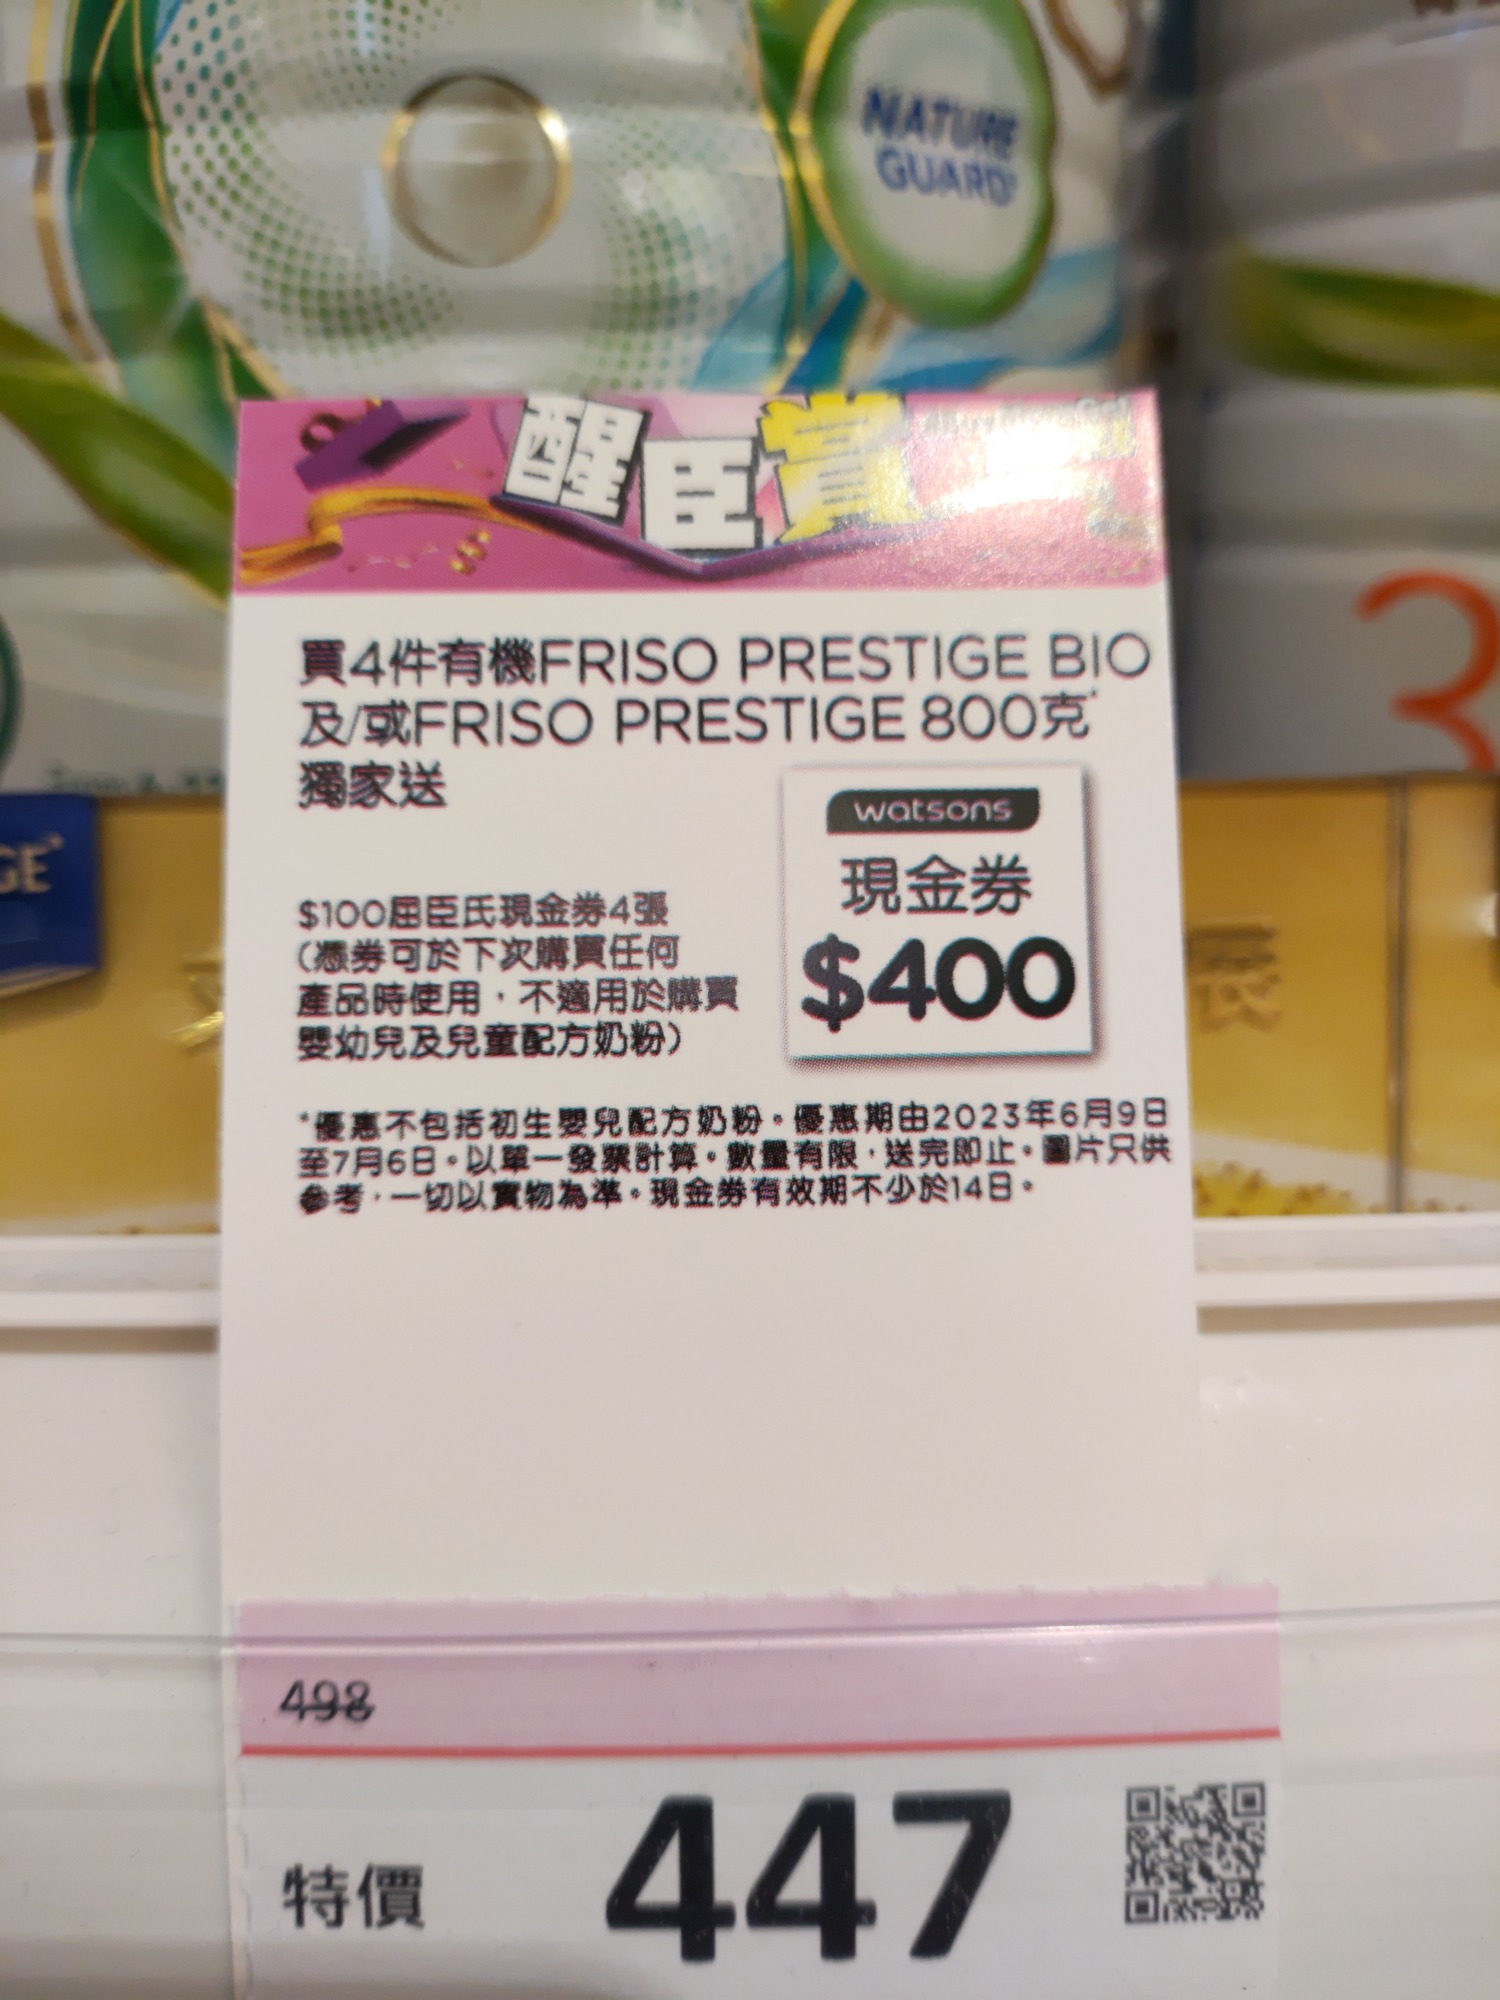 NATURE
GUARD
醒臣賞
3
GE
買4件有機FRISO PRESTIGE BIO
及/或FRISO PRESTIGE 800克*
獨家送
watsons
現金券
$400
$100屈臣氏現金券4張
(憑券可於下次購買任何
產品時使用，不適用於購買
嬰幼兒及兒童配方奶粉)
*優惠不包括初生嬰兒配方奶粉。優惠期由2023年6月9日
至7月6日。以單一發票計算。數量有限，送完即止。圖片只供
參考，一切以實物為準。現金券有效期不少於14日。
498
特價
447